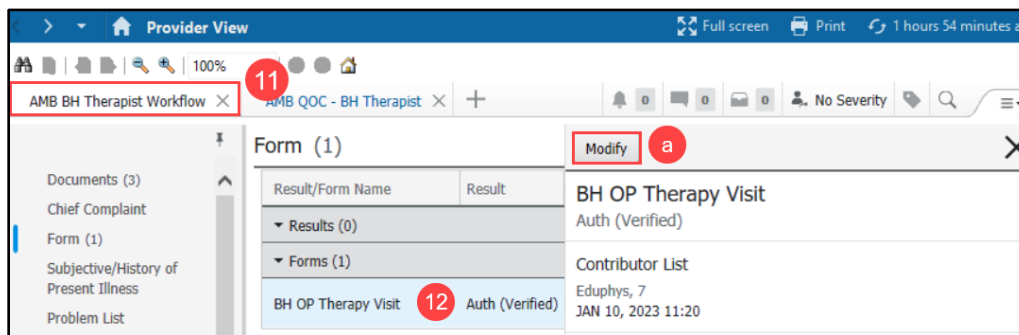 Provider View
Full screen
Print
1 hours 54 minutes a
100%
11
AMB BH Therapist Workflow
AMB QOC - BH Therapist
0
0
0
No Severity
Documents (3)
Chief Complaint
Form (1)
Subjective/History of
Present Illness
Problem List
Form (1)
Result/Form Name
Result
Results (0)
Forms (1)
BH OP Therapy Visit
12
Auth (Verified)
Modify
a
BH OP Therapy Visit
Auth (Verified)
Contributor List
Eduphys, 7
JAN 10, 2023 11:20